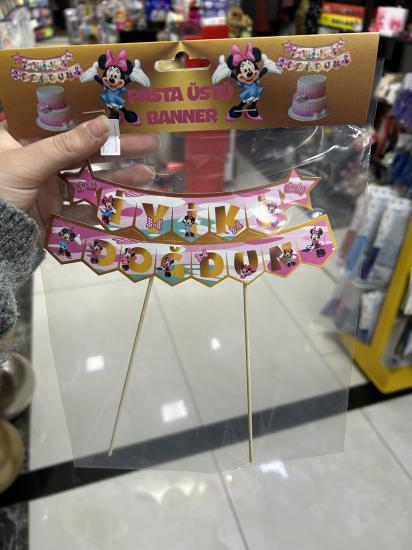 PASTA ÜSTÜ
BANNER
İYİKİ
DOĞDUN